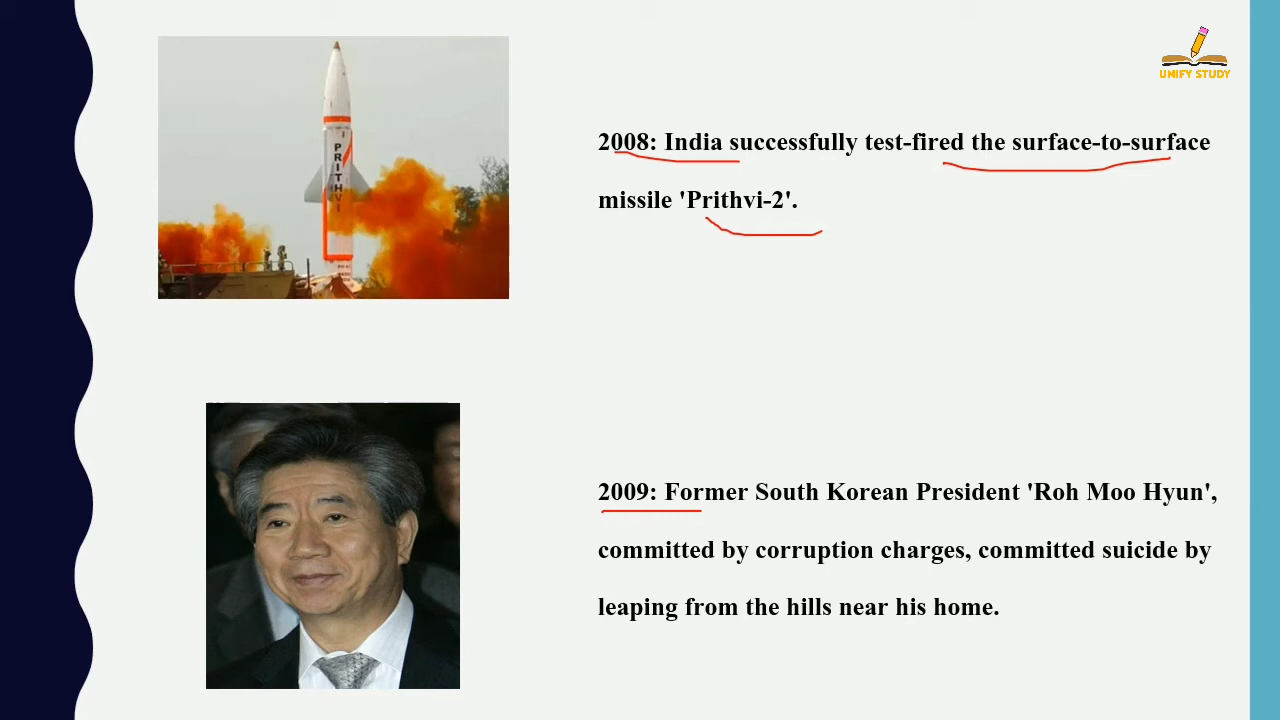 UNIFY STUDY
PRITHVI
2008: India successfully test-fired the surface-to-surface
missile 'Prithvi-2'.
2009: Former South Korean President 'Roh Moo Hyun',
committed by corruption charges, committed suicide by
leaping from the hills near his home.